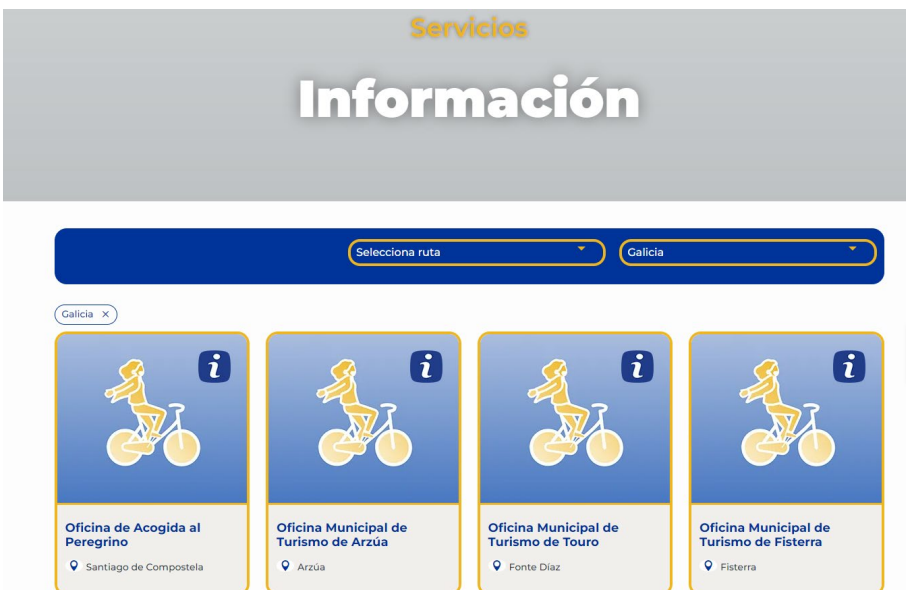 Servicios
Información
Selecciona ruta
Galicia
Galicia ×
i
i
i
i
Oficina de Acogida al
Peregrino
Santiago de Compostela
Oficina Municipal de
Turismo de Arzúa
Arzúa
Oficina Municipal de
Turismo de Touro
Fonte Díaz
Oficina Municipal de
Turismo de Fisterra
Fisterra